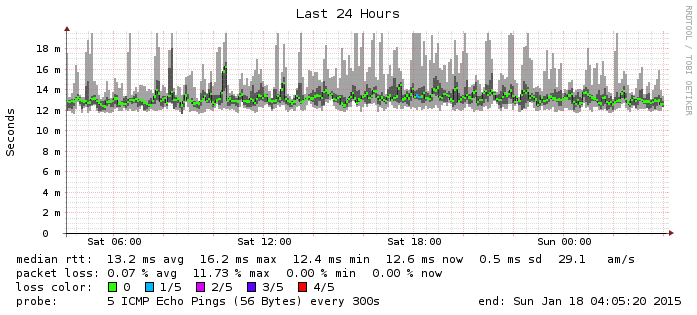 Last 24 Hours
RRDTOOL / TOBI OETIKER
Seconds
18 m
16 m
14 m
12 m
10 m
8 m
6 m
4 m
2 m
0
Sat 06:00 Sat 12:00 Sat 18:00 Sun 00:00
median rtt: 13.2 ms avg 16.2 ms max 12.4 ms min 12.6 ms now 0.5 ms sd 29.1 am/s
packet loss: 0.07 % avg 11.73 % max 0.00 % min 0.00 % now
loss color: 0 1/5 2/5 3/5 4/5
probe: 5 ICMP Echo Pings (56 Bytes) every 300s end: Sun Jan 18 04:05:20 2015